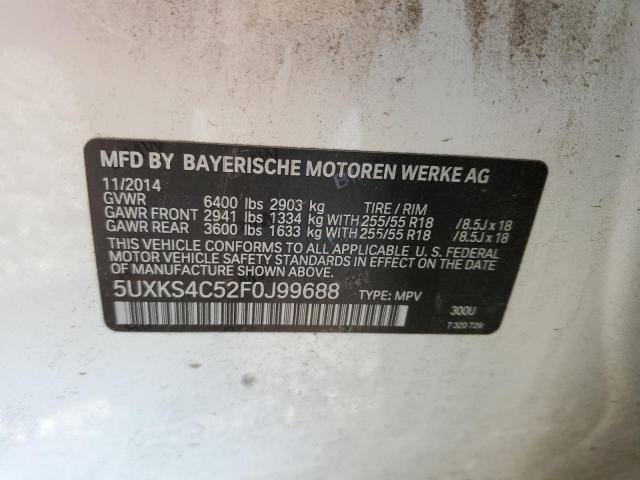 MFD BY BAYERISCHE MOTOREN WERKE AG
11/2014
GVWR 6400 lbs 2903 kg TIRE / RIM
GAWR FRONT 2941 lbs 1334 kg WITH 255/55 R18 /8.5J x 18
GAWR REAR 3600 lbs 1633 kg WITH 255/55 R18 /8.5J x 18
THIS VEHICLE CONFORMS TO ALL APPLICABLE U. S. FEDERAL
MOTOR VEHICLE SAFETY STANDARDS IN EFFECT ON THE
DATE OF MANUFACTURE SHOWN ABOVE.
5UXKS4C52F0J99688 TYPE: MPV 300U
7 320 729